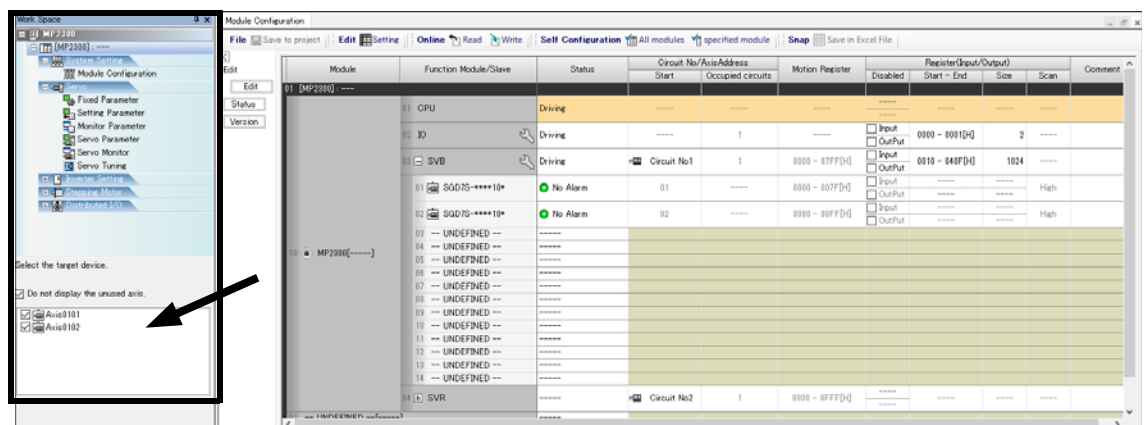 Work Space
MP2300
[MP2300] : ---
System Setting
Module Configuration
Servo
Fixed Parameter
Setting Parameter
Monitor Parameter
Servo Parameter
Servo Monitor
Servo Tuning
Inverter Setting
Stepping Motor
Distributed I/O
Select the target device.
Do not display the unused axis.
Axis0101
Axis0102
Module Configuration
File Save to project Edit Setting Online Read Write Self Configuration All modules specified module Snap Save in Excel File
Edit
Edit
Status
Version
Module Function Module/Slave Status Circuit No/AxisAddress Motion Register Register(Input/Output) Comment
Start Occupied circuits Disabled Start - End Size Scan
01 [MP2300] : ---
00 MP2300[-----]
01 CPU Driving ---- ---- ---- ---- ---- ---- ----
02 IO Driving ---- 1 ---- Input OutPut 0000 - 0001[H] 2 ----
03 SVB Driving Circuit No1 1 8000 - 87FF[H] Input OutPut 0010 - 040F[H] 1024 ----
01 SGD7S-****10* No Alarm 01 ---- 8000 - 807F[H] Input OutPut ---- ---- High
02 SGD7S-****10* No Alarm 02 ---- 8080 - 80FF[H] Input OutPut ---- ---- High
03 -- UNDEFINED -- -----
04 -- UNDEFINED -- -----
05 -- UNDEFINED -- -----
06 -- UNDEFINED -- -----
07 -- UNDEFINED -- -----
08 -- UNDEFINED -- -----
09 -- UNDEFINED -- -----
10 -- UNDEFINED -- -----
11 -- UNDEFINED -- -----
12 -- UNDEFINED -- -----
13 -- UNDEFINED -- -----
14 -- UNDEFINED -- -----
04 SVR ----- Circuit No2 1 8800 - 8FFF[H] ---- ---- ---- ----
-- UNDEFINED --[-----]